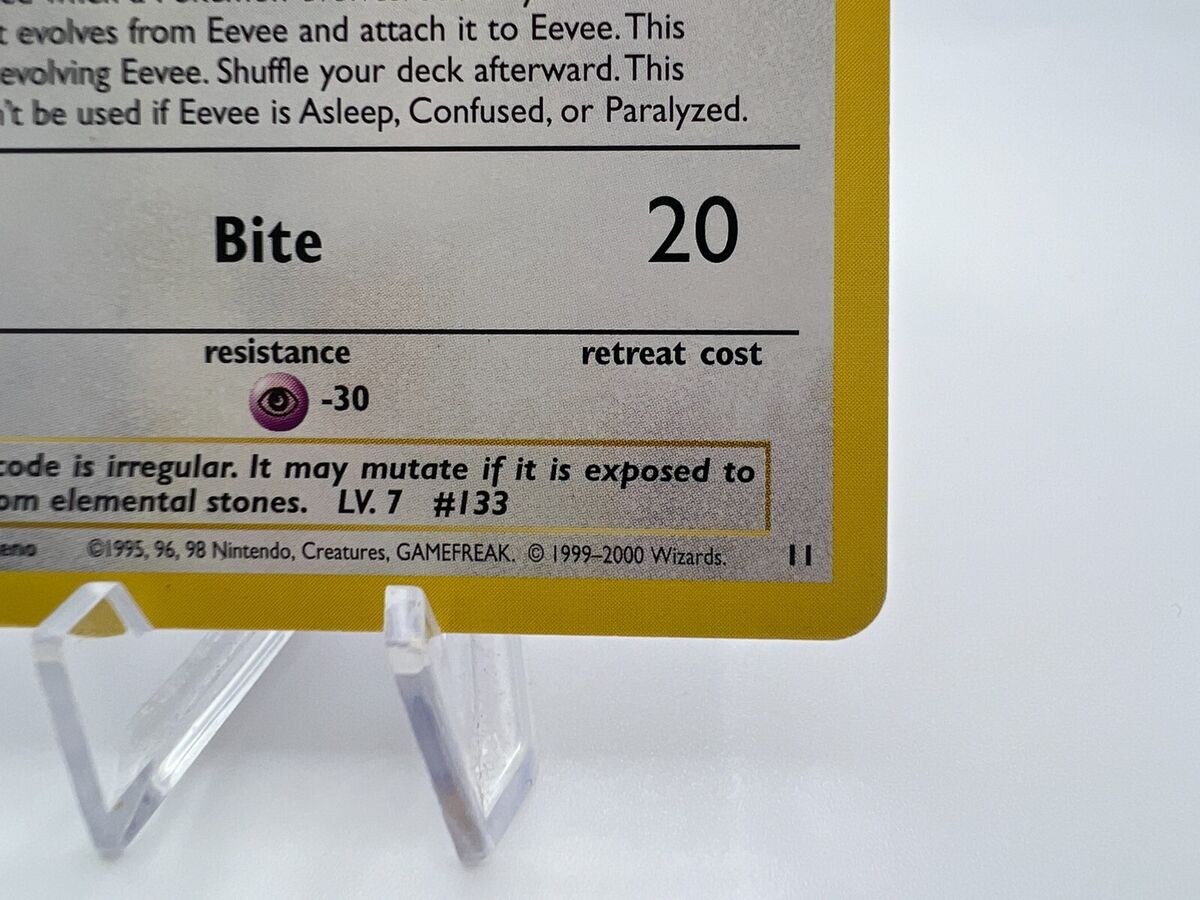 t evolves from Eevee and attach it to Eevee. This
evolving Eevee. Shuffle your deck afterward. This
't be used if Eevee is Asleep, Confused, or Paralyzed.
Bite 20
resistance retreat cost
-30
code is irregular. It may mutate if it is exposed to
om elemental stones. LV. 7 #133
©1995, 96, 98 Nintendo, Creatures, GAMEFREAK. © 1999–2000 Wizards. 11